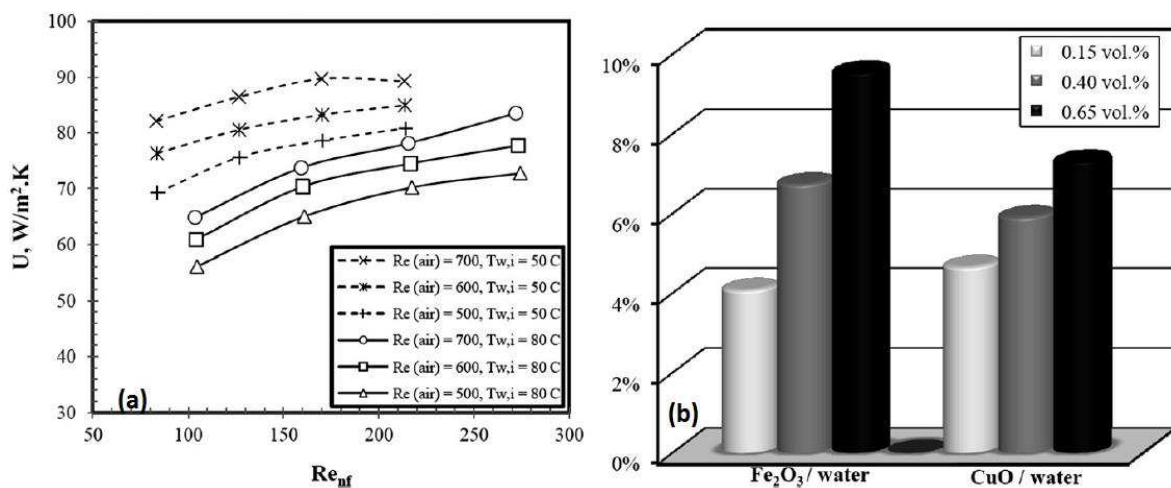 100
90
80
70
60
50
40
30
50
100
150
200
250
300
U, W/m².K
Re_nf
(a)
Re (air) = 700, Tw,i = 50 C
Re (air) = 600, Tw,i = 50 C
Re (air) = 500, Tw,i = 50 C
Re (air) = 700, Tw,i = 80 C
Re (air) = 600, Tw,i = 80 C
Re (air) = 500, Tw,i = 80 C
10%
8%
6%
4%
2%
0%
(b)
0.15 vol.%
0.40 vol.%
0.65 vol.%
Fe₂O₃ / water
CuO / water